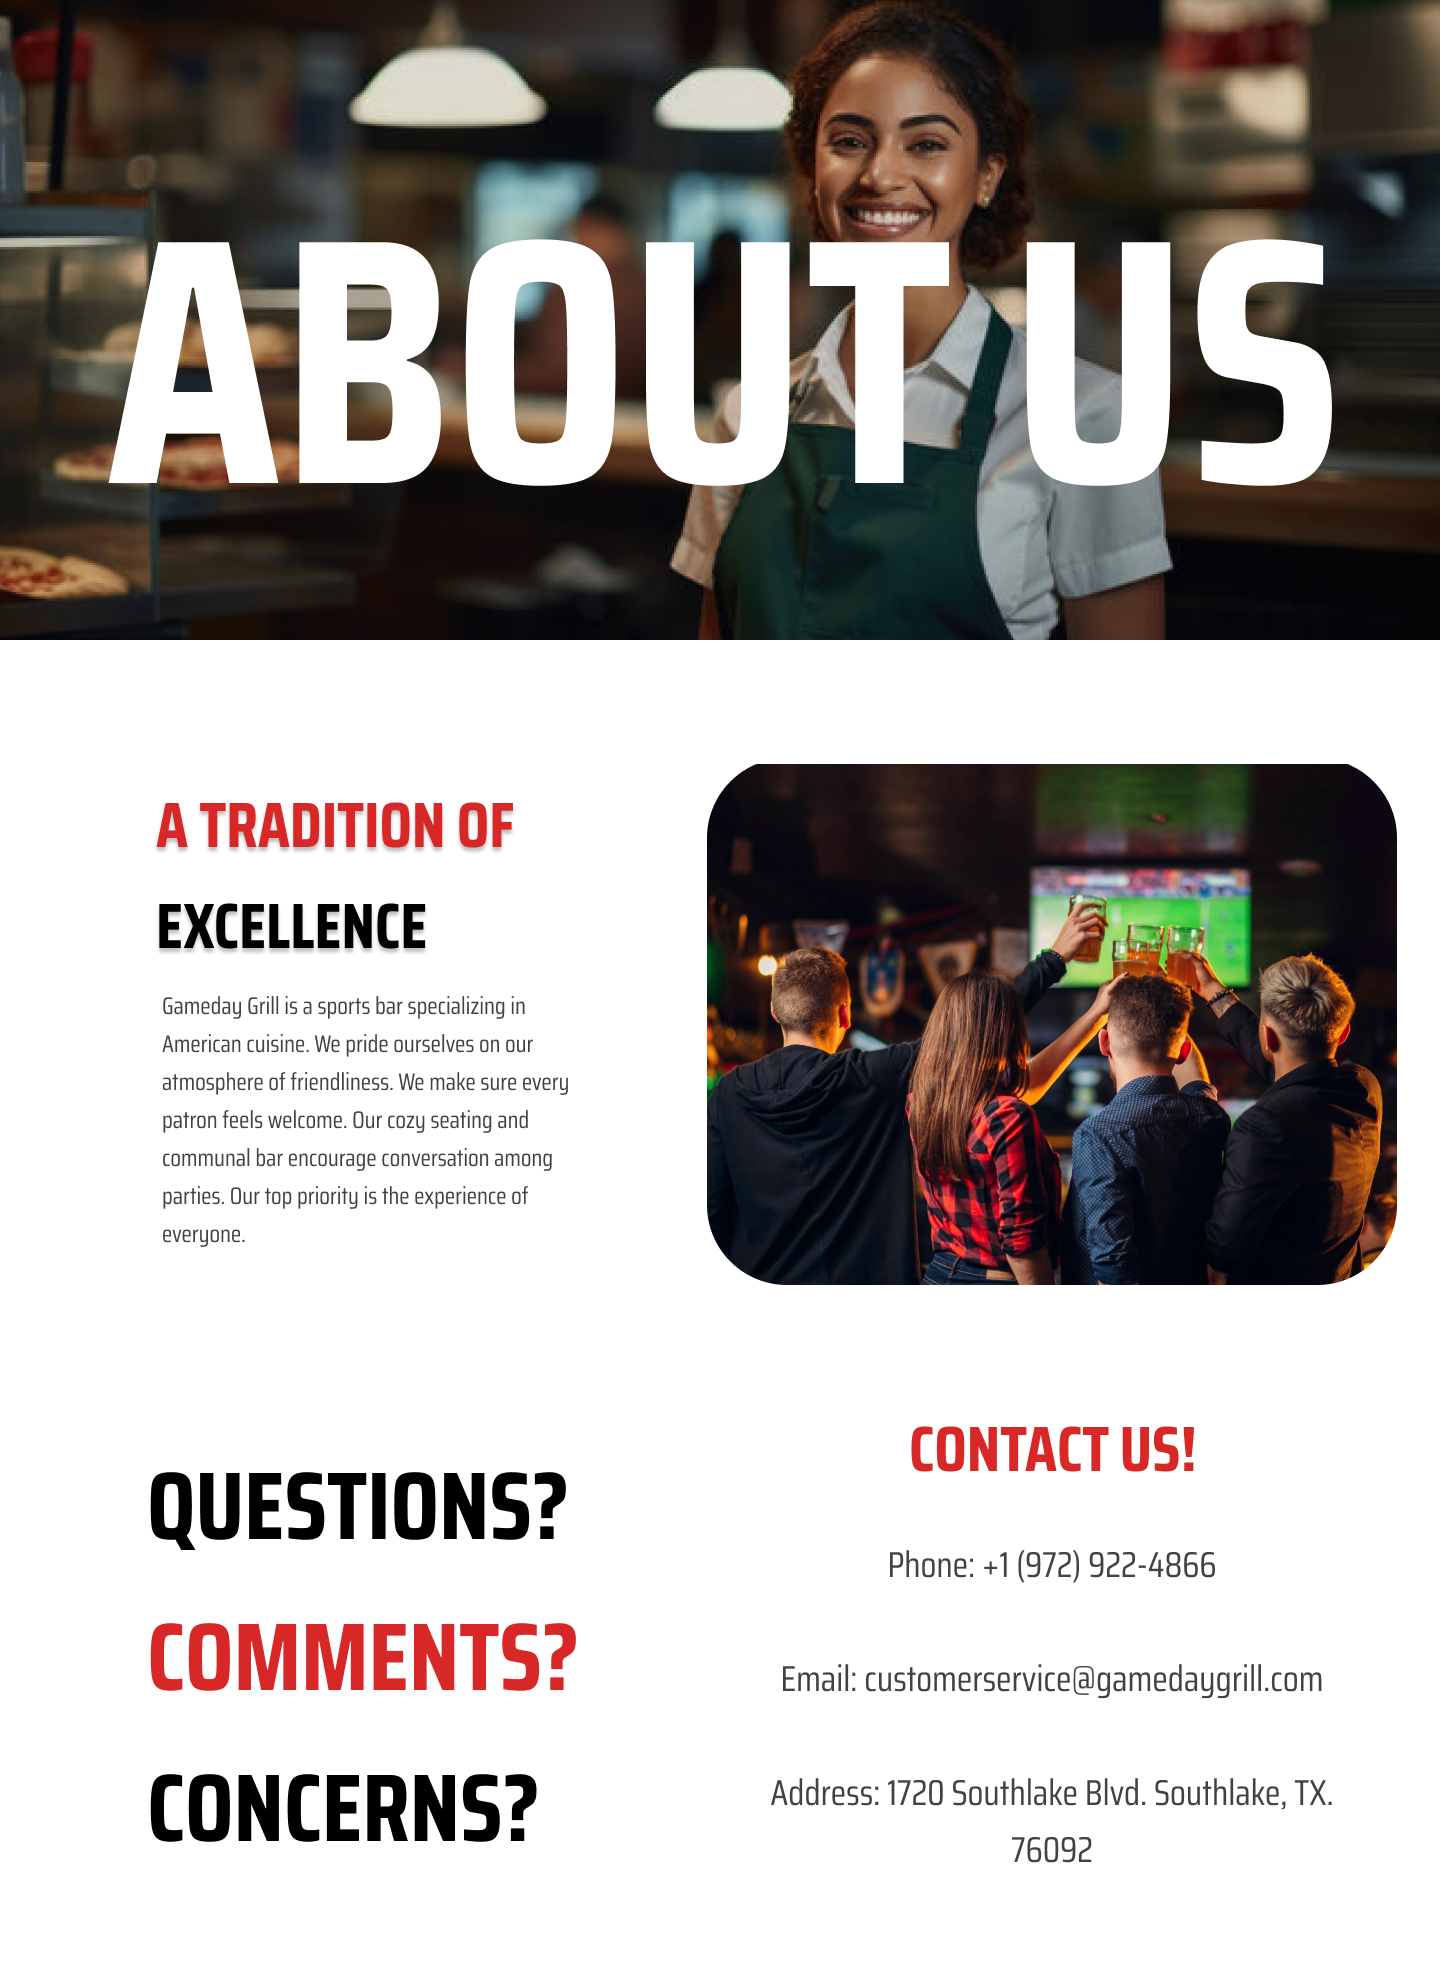 ABOUT US
A TRADITION OF
EXCELLENCE
Gameday Grill is a sports bar specializing in
American cuisine. We pride ourselves on our
atmosphere of friendliness. We make sure every
patron feels welcome. Our cozy seating and
communal bar encourage conversation among
parties. Our top priority is the experience of
everyone.
QUESTIONS?
COMMENTS?
CONCERNS?
CONTACT US!
Phone: +1 (972) 922-4866
Email: customerservice@gamedaygrill.com
Address: 1720 Southlake Blvd. Southlake, TX.
76092